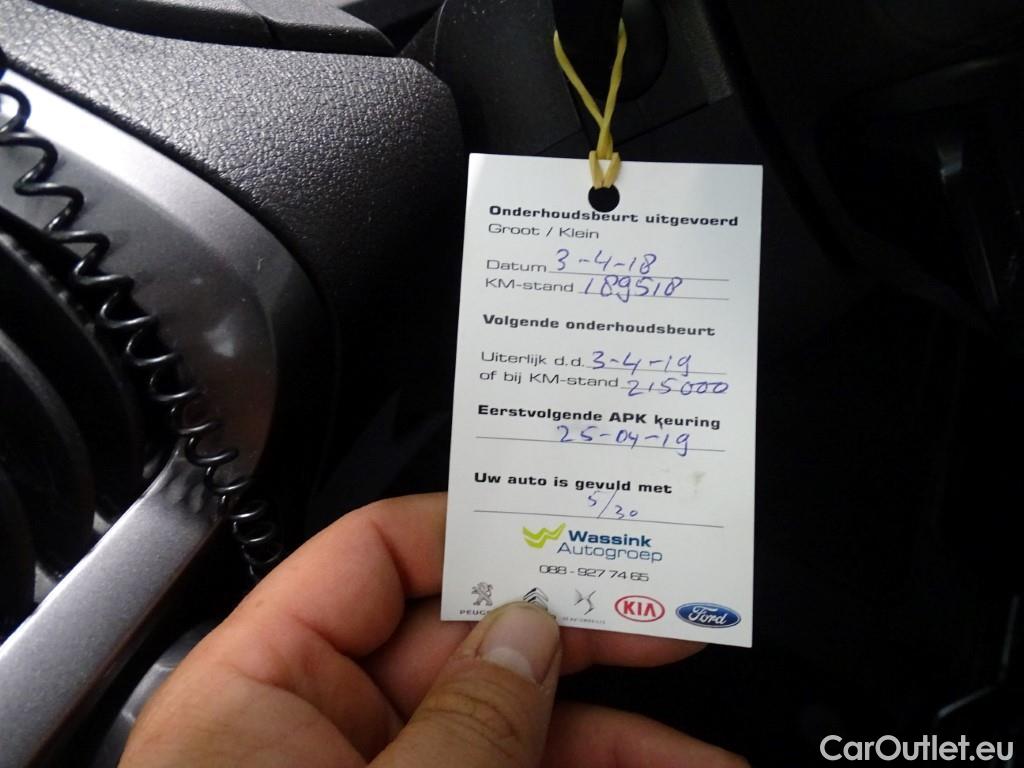 Onderhoudsbeurt uitgevoerd
Groot / Klein
Datum 3-4-18
KM-stand 189518
Volgende onderhoudsbeurt
Uiterlijk d.d. 3-4-19
of bij KM-stand 215000
Eerstvolgende APK keuring
25-04-19
Uw auto is gevuld met
5/30
Wassink
Autogroep
088 - 927 74 65
KIA Ford
CarOutlet.eu